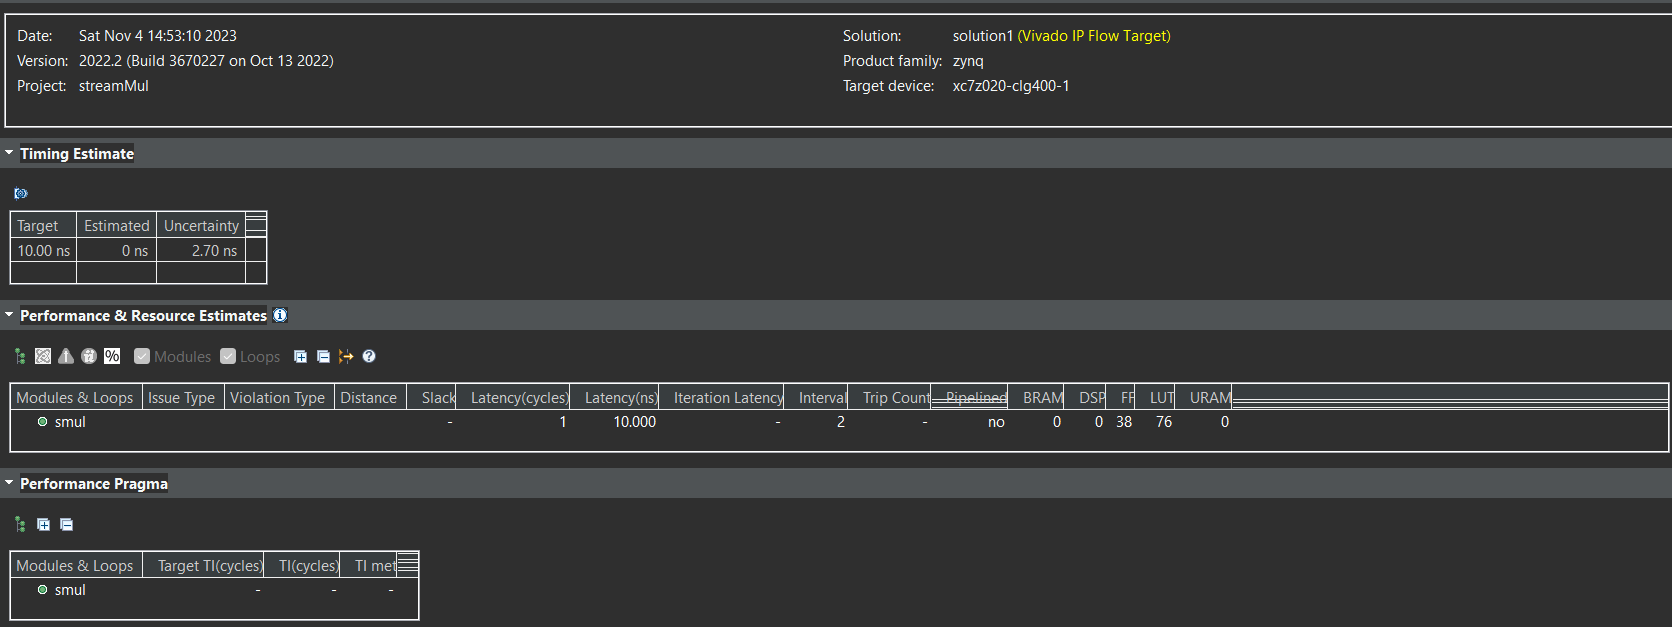 Date: Sat Nov 4 14:53:10 2023 Solution: solution1 (Vivado IP Flow Target)
Version: 2022.2 (Build 3670227 on Oct 13 2022) Product family: zynq
Project: streamMul Target device: xc7z020-clg400-1
Timing Estimate
Target Estimated Uncertainty
10.00 ns 0 ns 2.70 ns
Performance & Resource Estimates
% Modules Loops
Modules & Loops Issue Type Violation Type Distance Slack Latency(cycles) Latency(ns) Iteration Latency Interval Trip Count Pipelined BRAM DSP FF LUT URAM
smul - 1 10.000 - 2 - no 0 0 38 76 0
Performance Pragma
Modules & Loops Target TI(cycles) TI(cycles) TI met
smul - - -